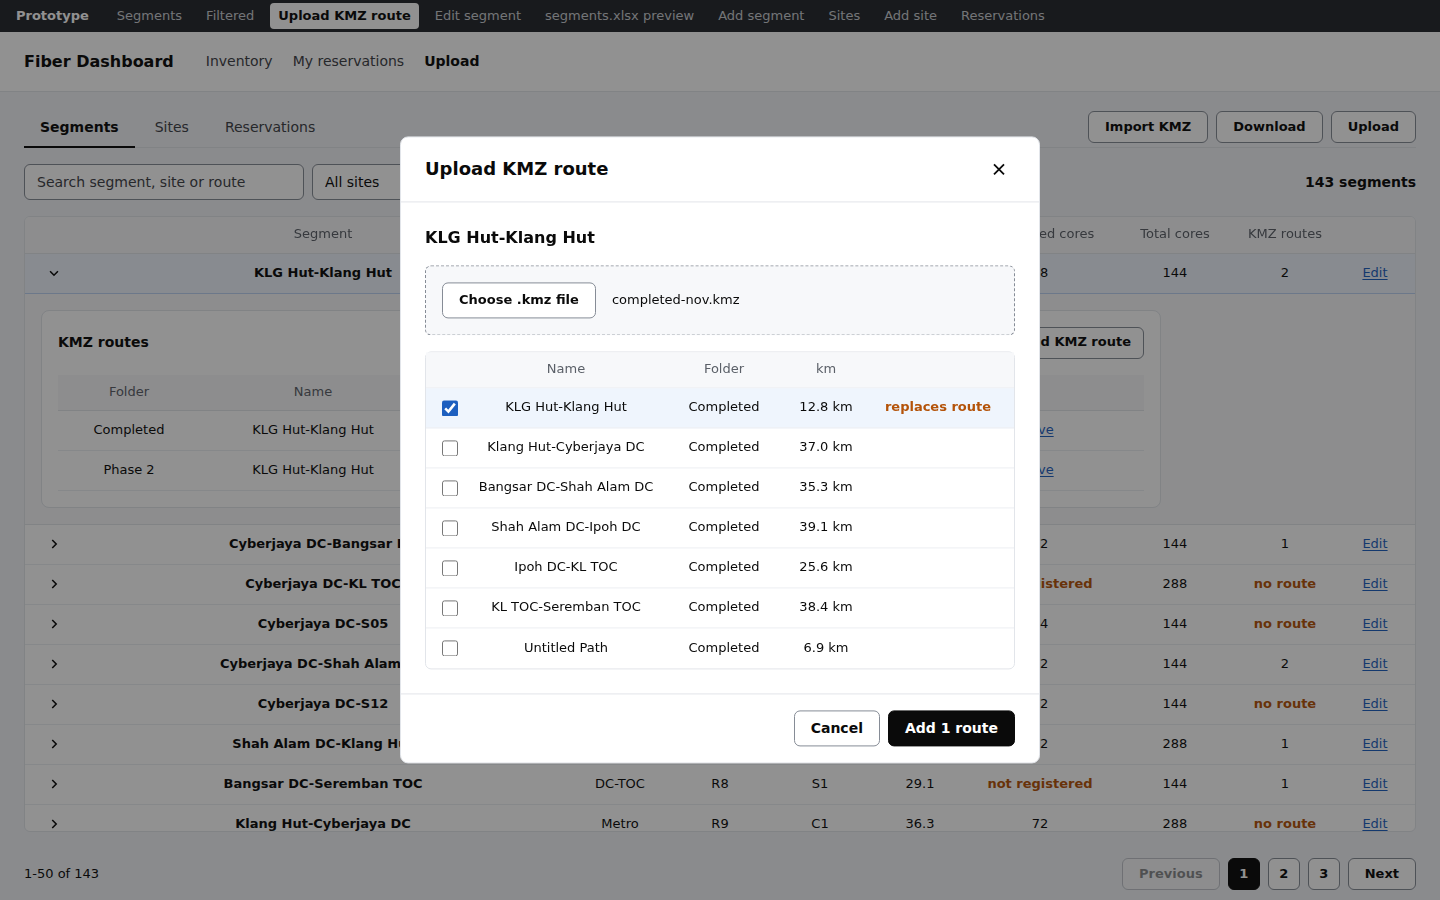 Prototype Segments Filtered Upload KMZ route Edit segment segments.xlsx preview Add segment Sites Add site Reservations
Fiber Dashboard Inventory My reservations Upload
Segments Sites Reservations Import KMZ Download Upload
Search segment, site or route All sites 143 segments
Segment ed cores Total cores KMZ routes
KLG Hut-Klang Hut 8 144 2 Edit
KMZ routes d KMZ route
Folder Name
Completed KLG Hut-Klang Hut ve
Phase 2 KLG Hut-Klang Hut ve
Upload KMZ route
KLG Hut-Klang Hut
Choose .kmz file completed-nov.kmz
Name Folder km
KLG Hut-Klang Hut Completed 12.8 km replaces route
Klang Hut-Cyberjaya DC Completed 37.0 km
Bangsar DC-Shah Alam DC Completed 35.3 km
Shah Alam DC-Ipoh DC Completed 39.1 km
Ipoh DC-KL TOC Completed 25.6 km
KL TOC-Seremban TOC Completed 38.4 km
Untitled Path Completed 6.9 km
Cancel Add 1 route
Cyberjaya DC-Bangsar 2 144 1 Edit
Cyberjaya DC-KL TOC istered 288 no route Edit
Cyberjaya DC-S05 4 144 no route Edit
Cyberjaya DC-Shah Alam 2 144 2 Edit
Cyberjaya DC-S12 2 144 no route Edit
Shah Alam DC-Klang H 2 288 1 Edit
Bangsar DC-Seremban TOC DC-TOC R8 S1 29.1 not registered 144 1 Edit
Klang Hut-Cyberjaya DC Metro R9 C1 36.3 72 288 no route Edit
1-50 of 143 Previous 1 2 3 Next